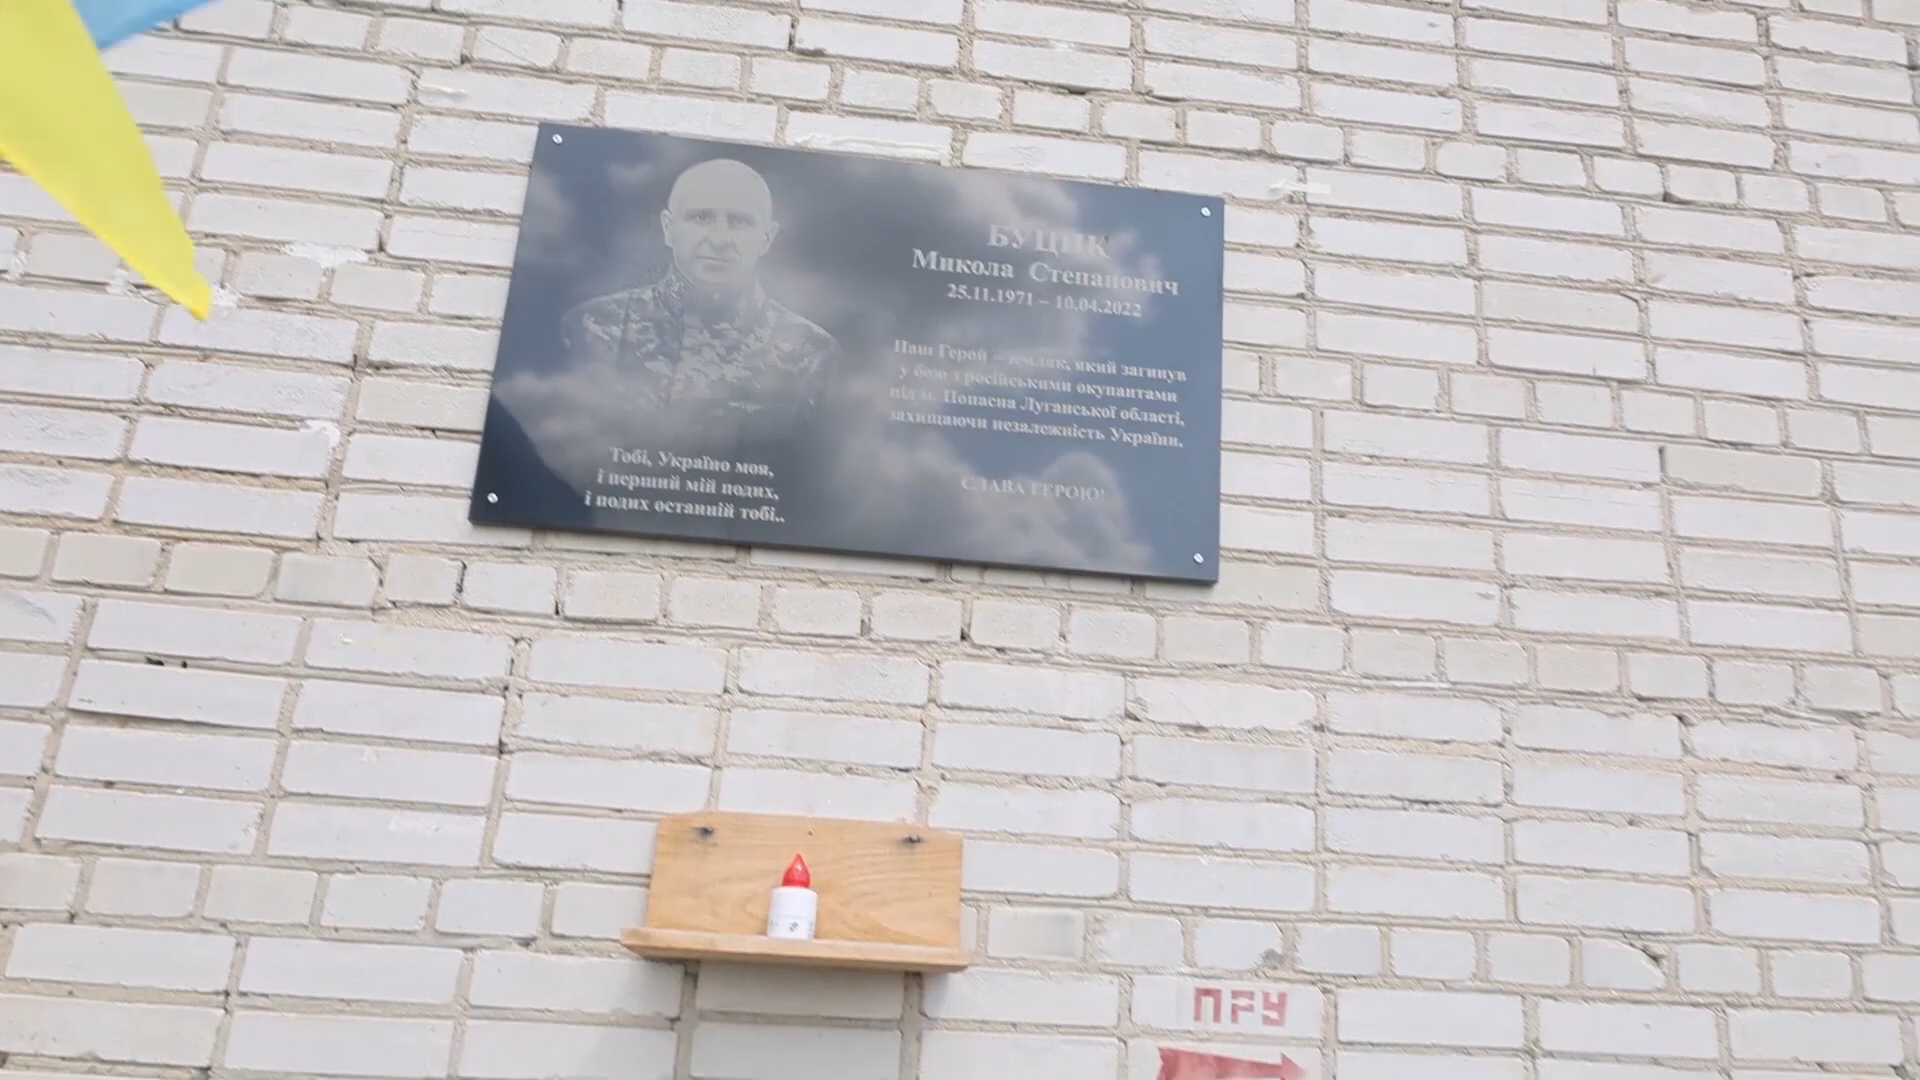 БУЦИК
Микола Степанович
25.11.1971 – 10.04.2022
Наш Герой – земляк, який загинув
у бою з російськими окупантами
під м. Попасна Луганської області,
захищаючи незалежність України.
СЛАВА ГЕРОЮ!
Тобі, Україно моя,
і перший мій подих,
і подих останній тобі..
ПРУ